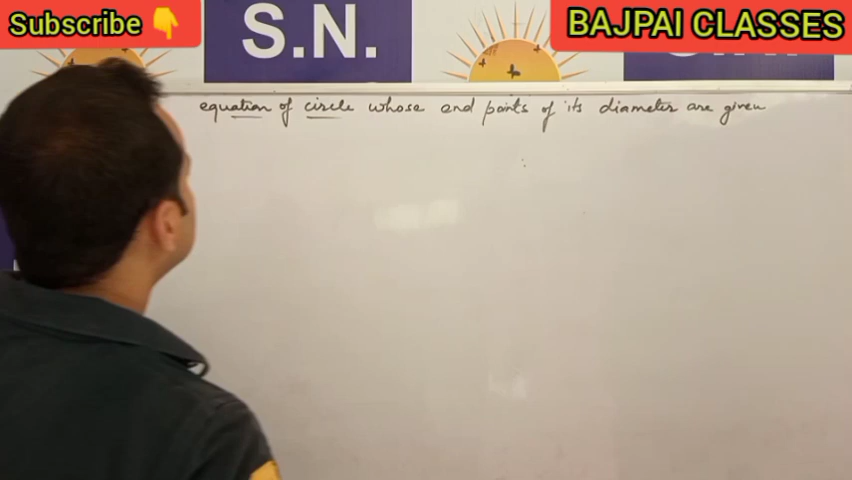 Subscribe 👇
S.N.
BAJPAI CLASSES
equation of circle whose end points of its diameter are given